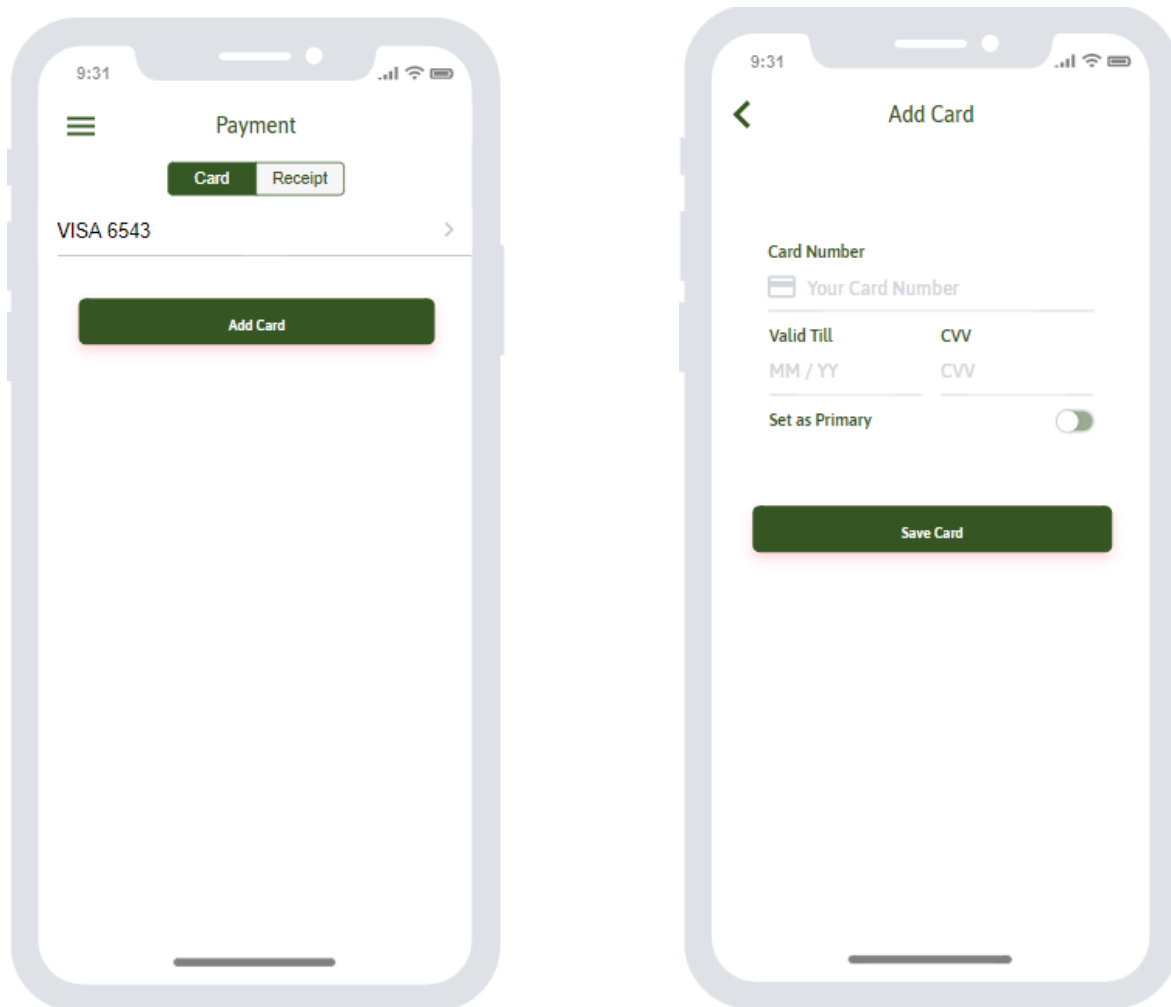 9:31
Payment
Card Receipt
VISA 6543
Add Card
9:31
Add Card
Card Number
Your Card Number
Valid Till CVV
MM / YY CVV
Set as Primary
Save Card